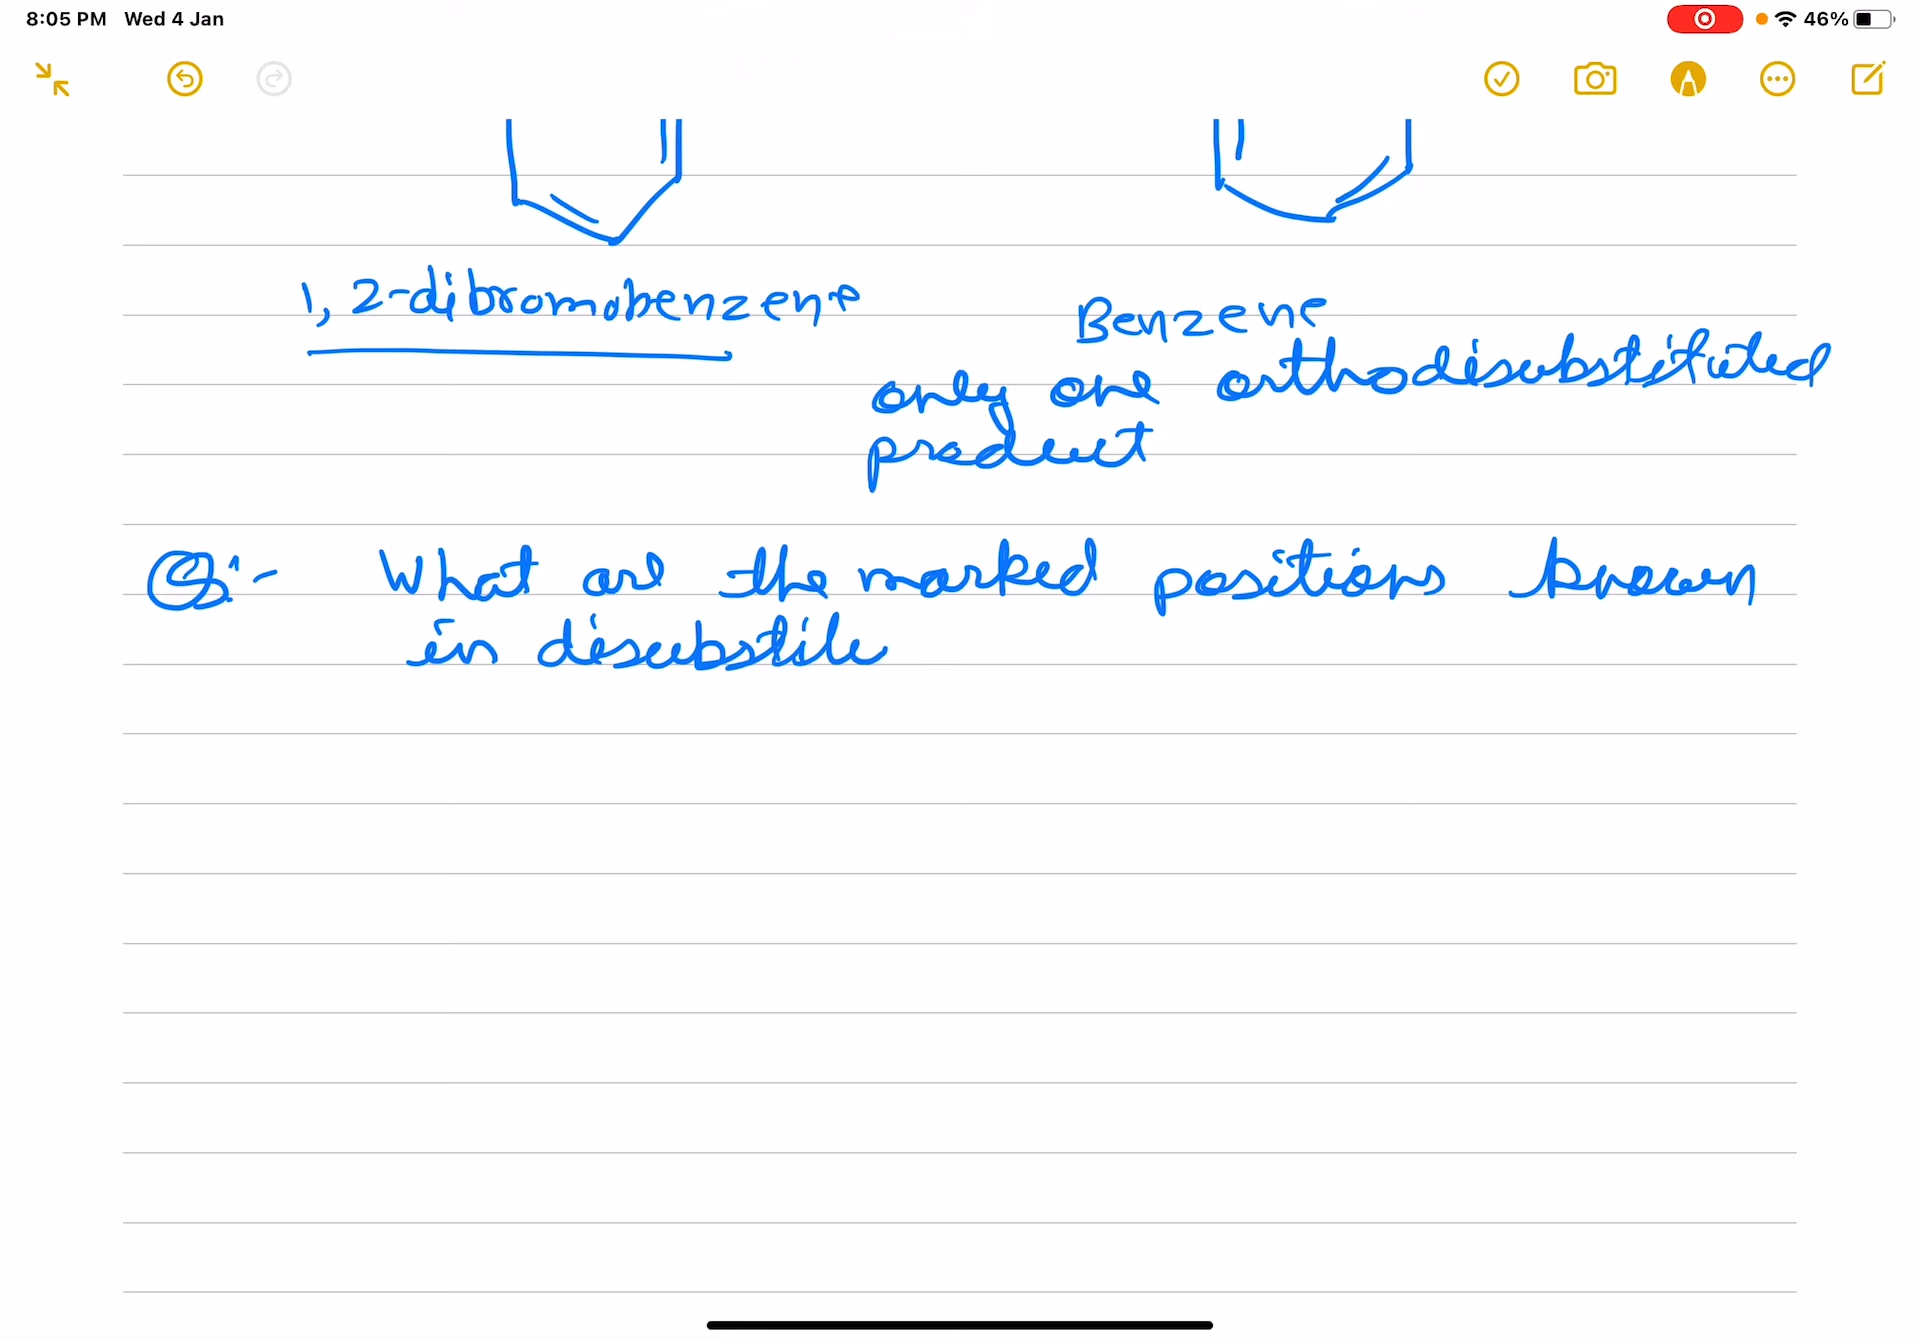 8:05 PM Wed 4 Jan
46%
1, 2-dibromobenzene
Benzene
only one orthodisubstituted
product
Q:- What are the marked positions known
in disubstitu